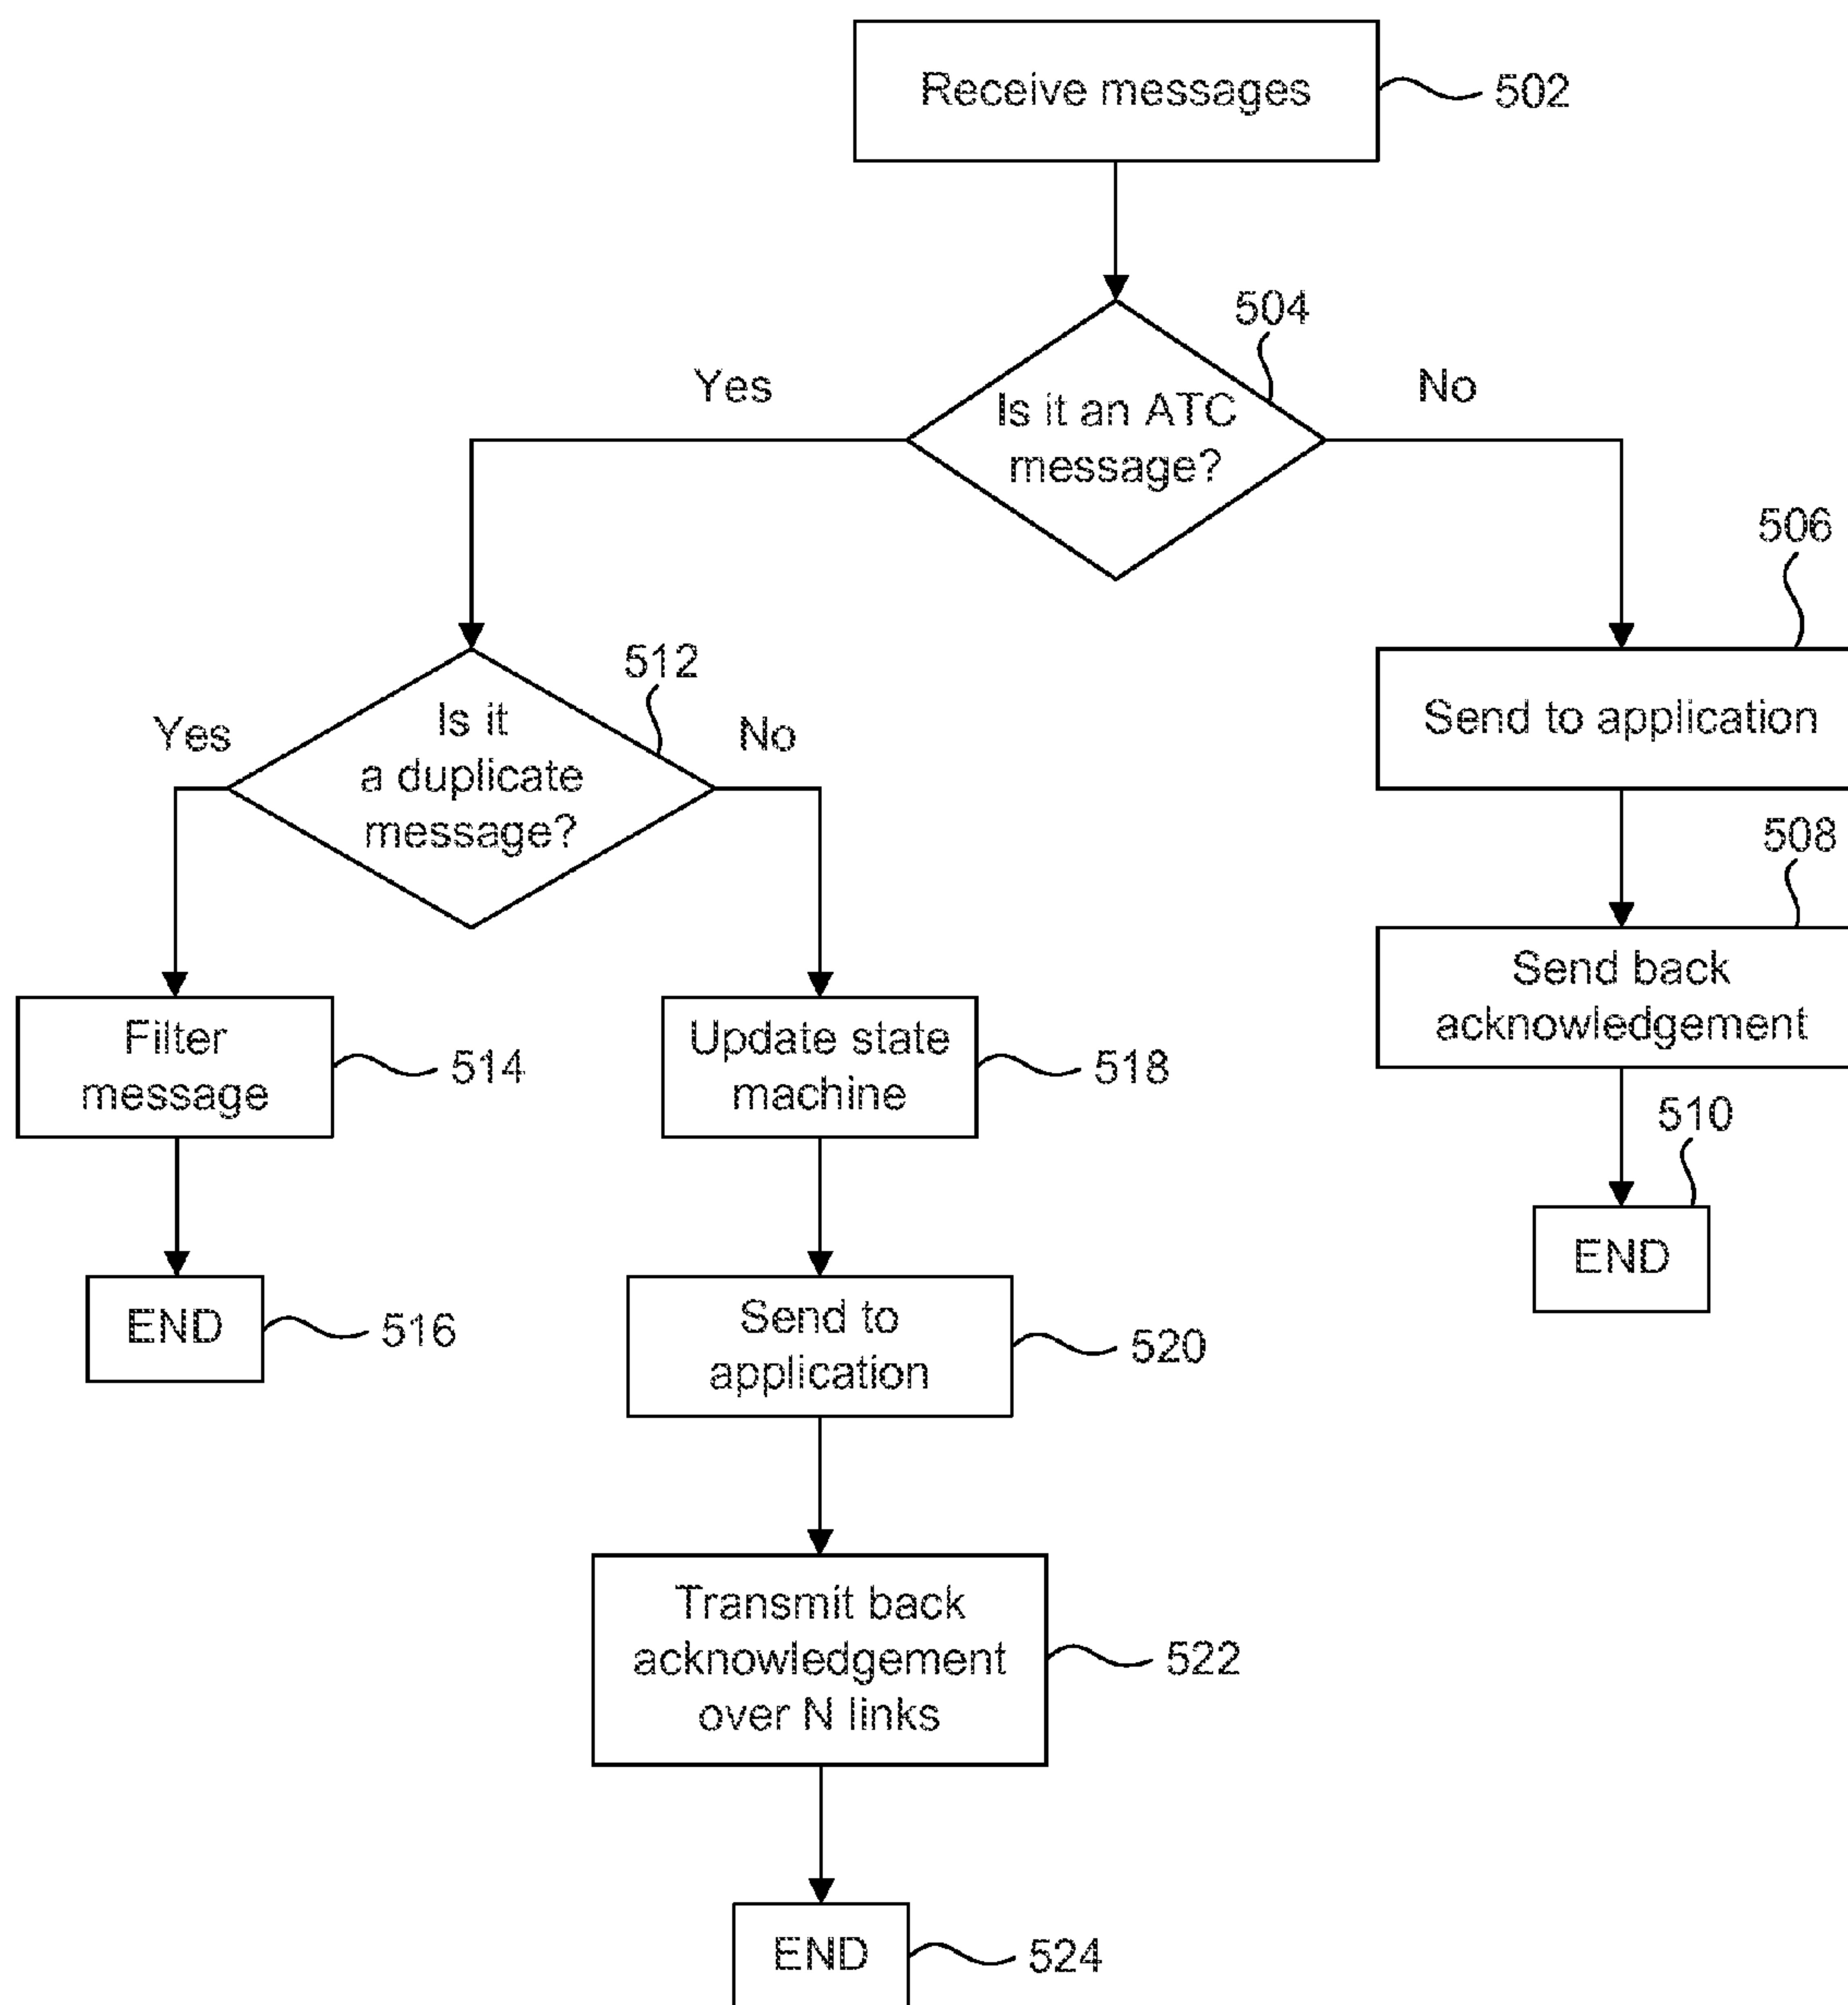 Receive messages
502
504
Yes
Is it an ATC
message?
No
506
Send to application
508
Send back
acknowledgement
510
END
512
Yes
Is it
a duplicate
message?
No
Filter
message
514
END
516
Update state
machine
518
Send to
application
520
Transmit back
acknowledgement
over N links
522
END
524